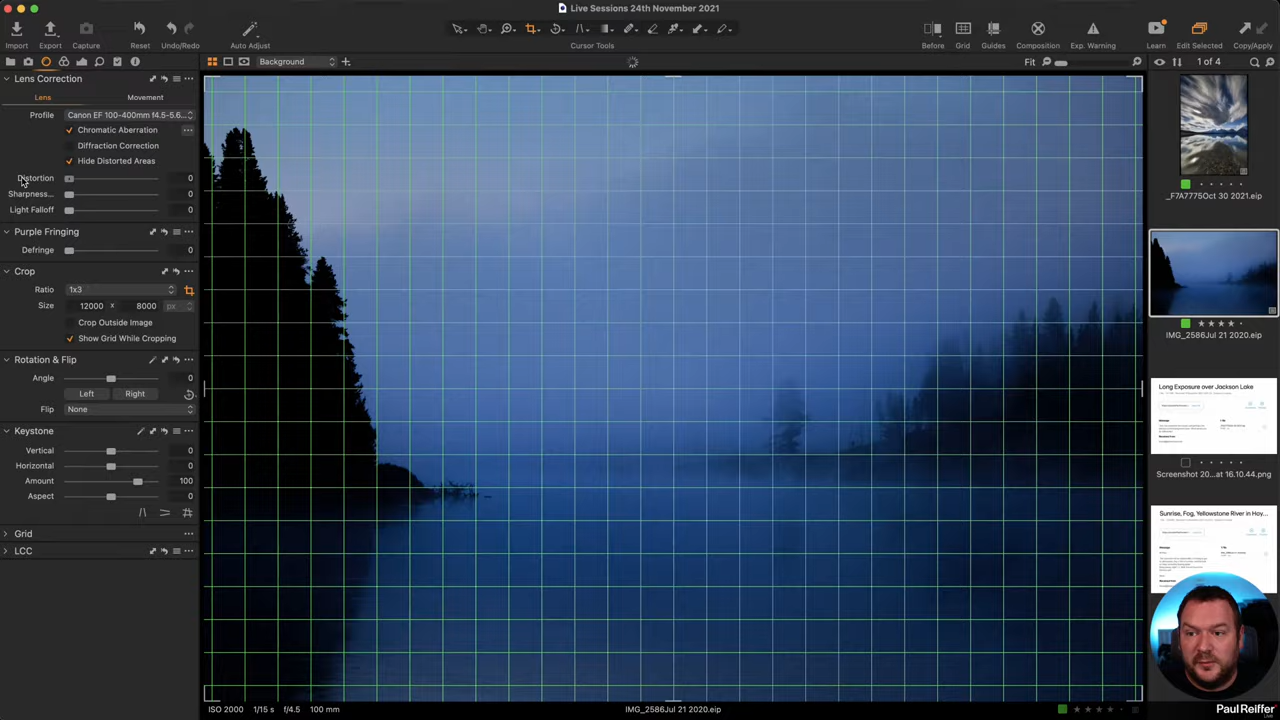 Live Sessions 24th November 2021
Import
Export
Capture
Reset
Undo/Redo
Auto Adjust
Cursor Tools
Before
Grid
Guides
Composition
Exp. Warning
Learn
Edit Selected
Copy/Apply
Background
Fit
1 of 4
Lens Correction
Lens
Movement
Profile
Canon EF 100-400mm f4.5-5.6...
Chromatic Aberration
Diffraction Correction
Hide Distorted Areas
Distortion
0
Sharpness...
0
Light Falloff
0
Purple Fringing
Defringe
0
Crop
Ratio
1x3
Size
12000 x 8000 px
Crop Outside Image
Show Grid While Cropping
Rotation & Flip
Angle
0
Left
Right
Flip
None
Keystone
Vertical
0
Horizontal
0
Amount
100
Aspect
0
Grid
LCC
_F7A7775Oct 30 2021.eip
IMG_2586Jul 21 2020.eip
Long Exposure over Jackson Lake
Screenshot 20...at 16.10.44.png
Sunrise, Fog, Yellowstone River in Hay...
ISO 2000 1/15 s f/4.5 100 mm
IMG_2586Jul 21 2020.eip
Paul Reiffer
Live